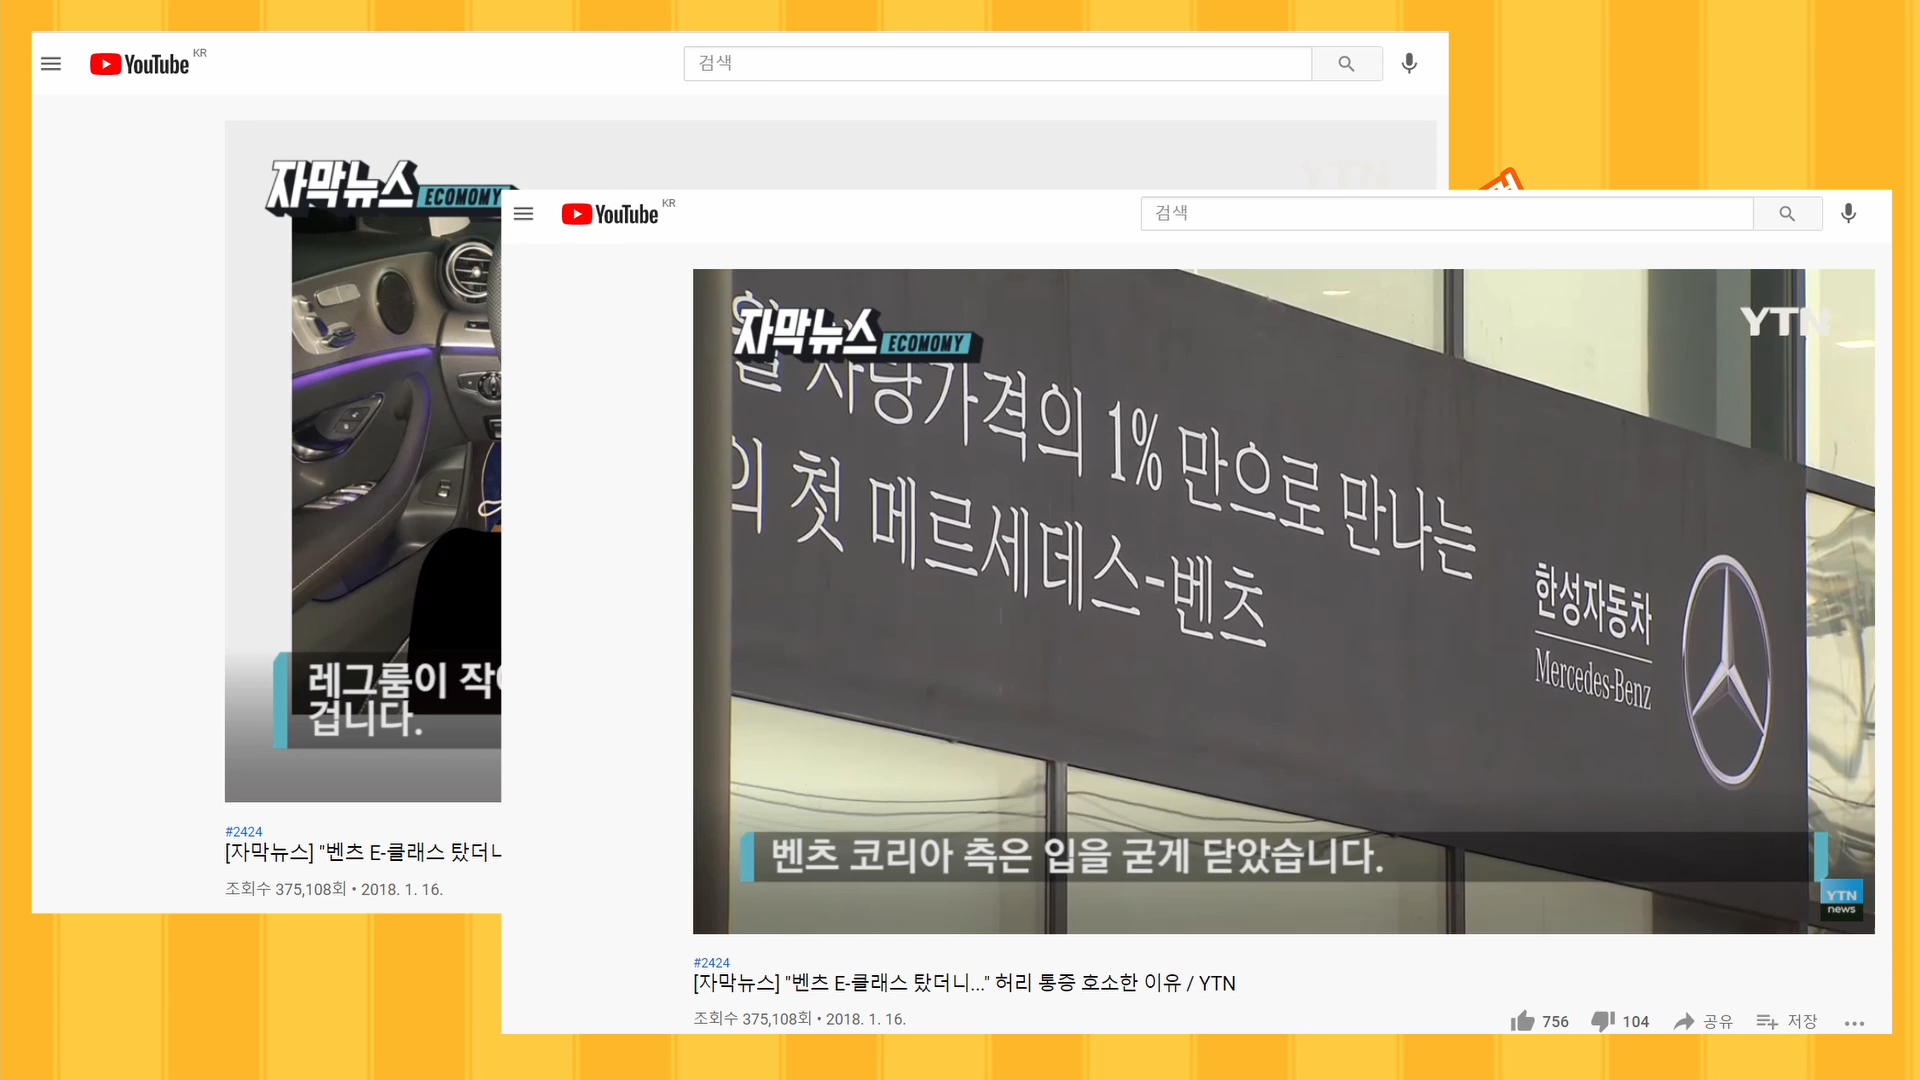 YouTube KR
검색
자막뉴스 ECONOMY
YTN
레그룸이 작
겁니다.
#2424
[자막뉴스] "벤츠 E-클래스 탔더니
조회수 375,108회 • 2018. 1. 16.
YouTube KR
검색
자막뉴스 ECONOMY
YTN
차량가격의 1% 만으로 만나는
의 첫 메르세데스-벤츠
한성자동차
Mercedes-Benz
벤츠 코리아 측은 입을 굳게 닫았습니다.
YTN
news
#2424
[자막뉴스] "벤츠 E-클래스 탔더니..." 허리 통증 호소한 이유 / YTN
조회수 375,108회 • 2018. 1. 16.
756 104 공유 저장